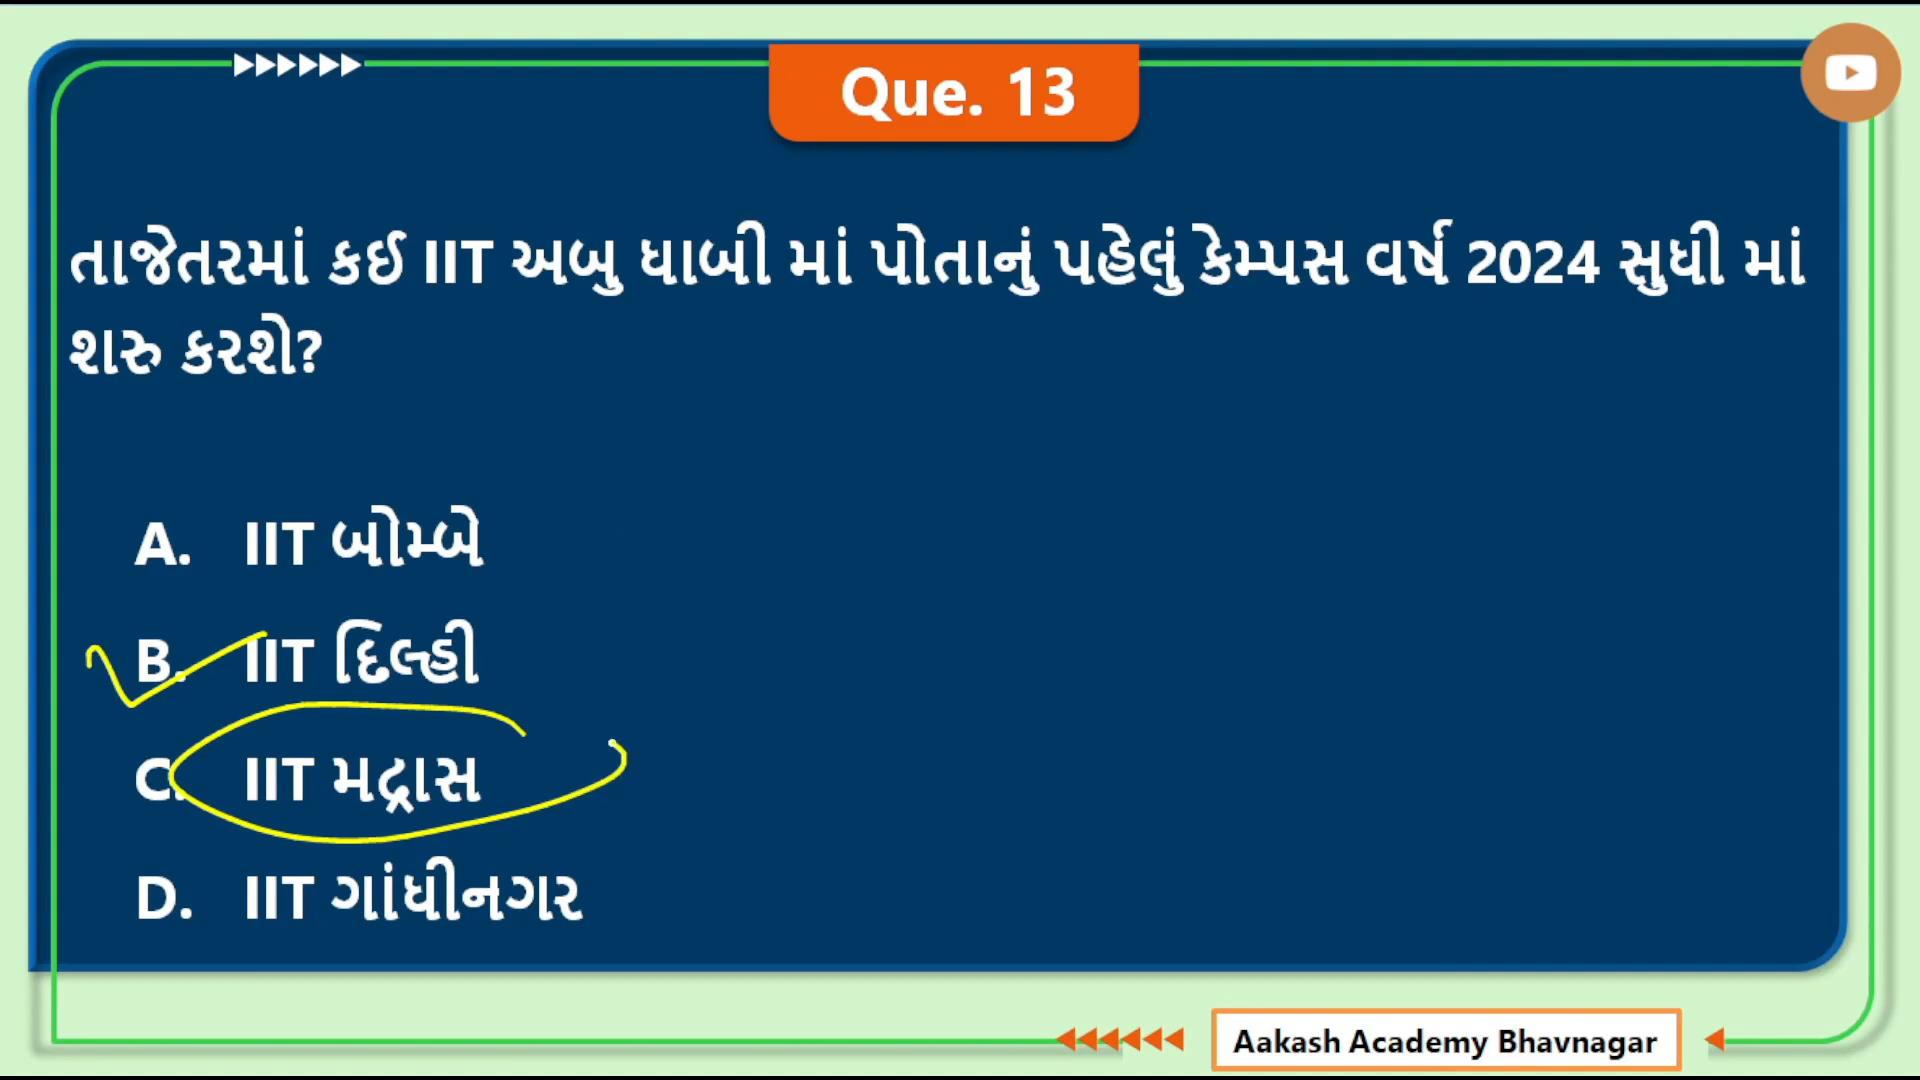 Que. 13
તાજેતરમાં કઈ IIT અબુ ધાબી માં પોતાનું પહેલું કેમ્પસ વર્ષ 2024 સુધી માં
શરુ કરશે?
A. IIT બોમ્બે
B. IIT દિલ્હી
C. IIT મદ્રાસ
D. IIT ગાંધીનગર
Aakash Academy Bhavnagar